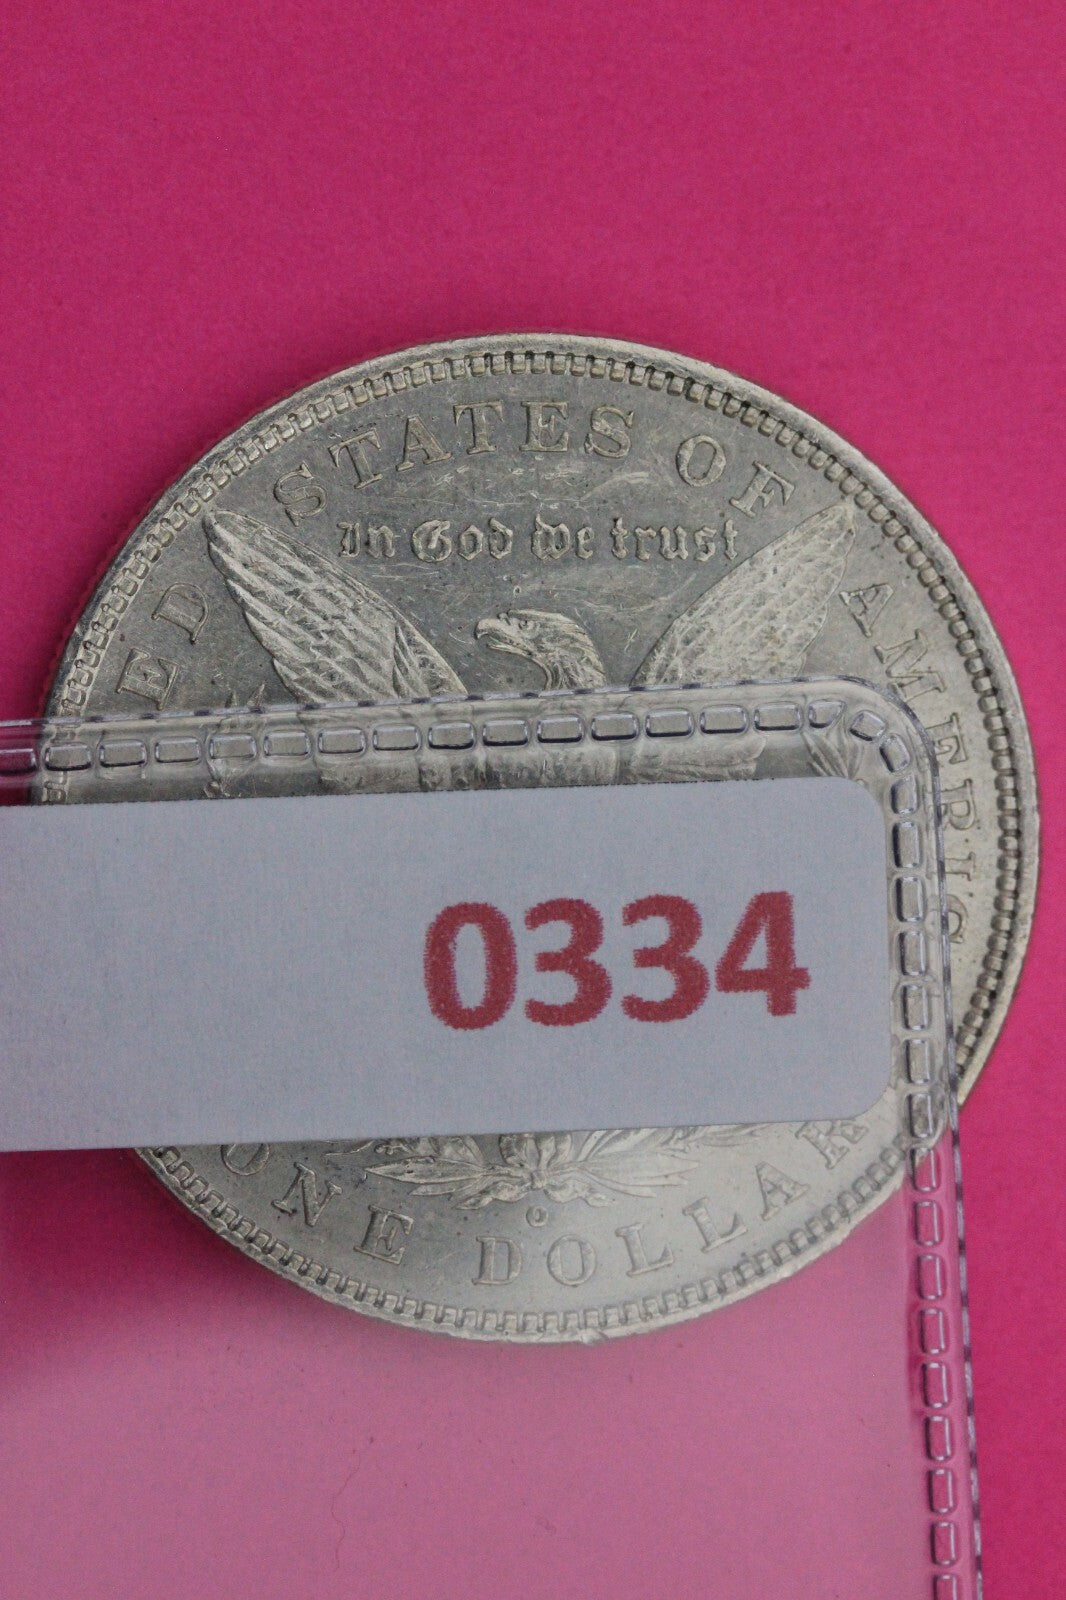 ED STATES OF AMERIC
In God we trust
0334
O
ONE DOLLAR